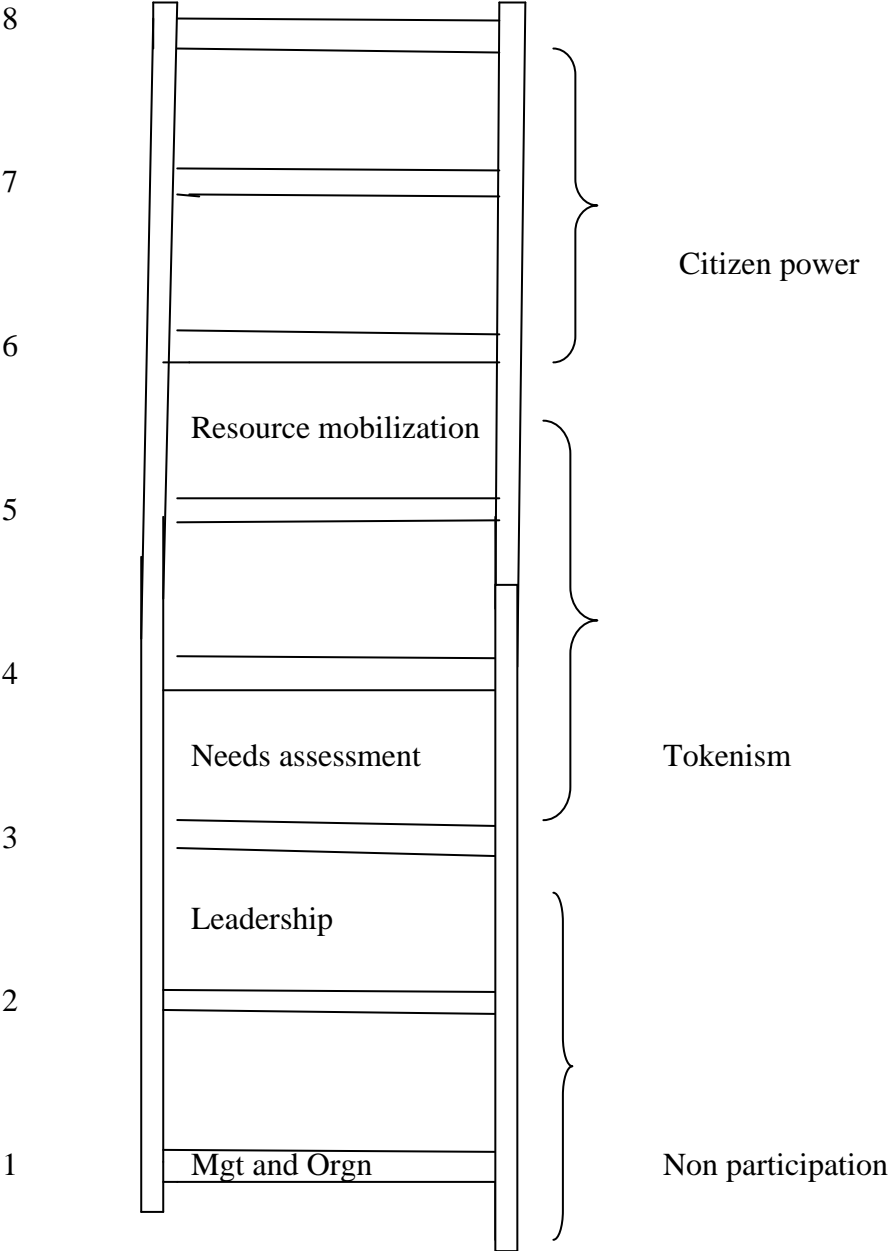 8
7
Citizen power
6
Resource mobilization
5
4
Needs assessment Tokenism
3
Leadership
2
1 Mgt and Orgn Non participation